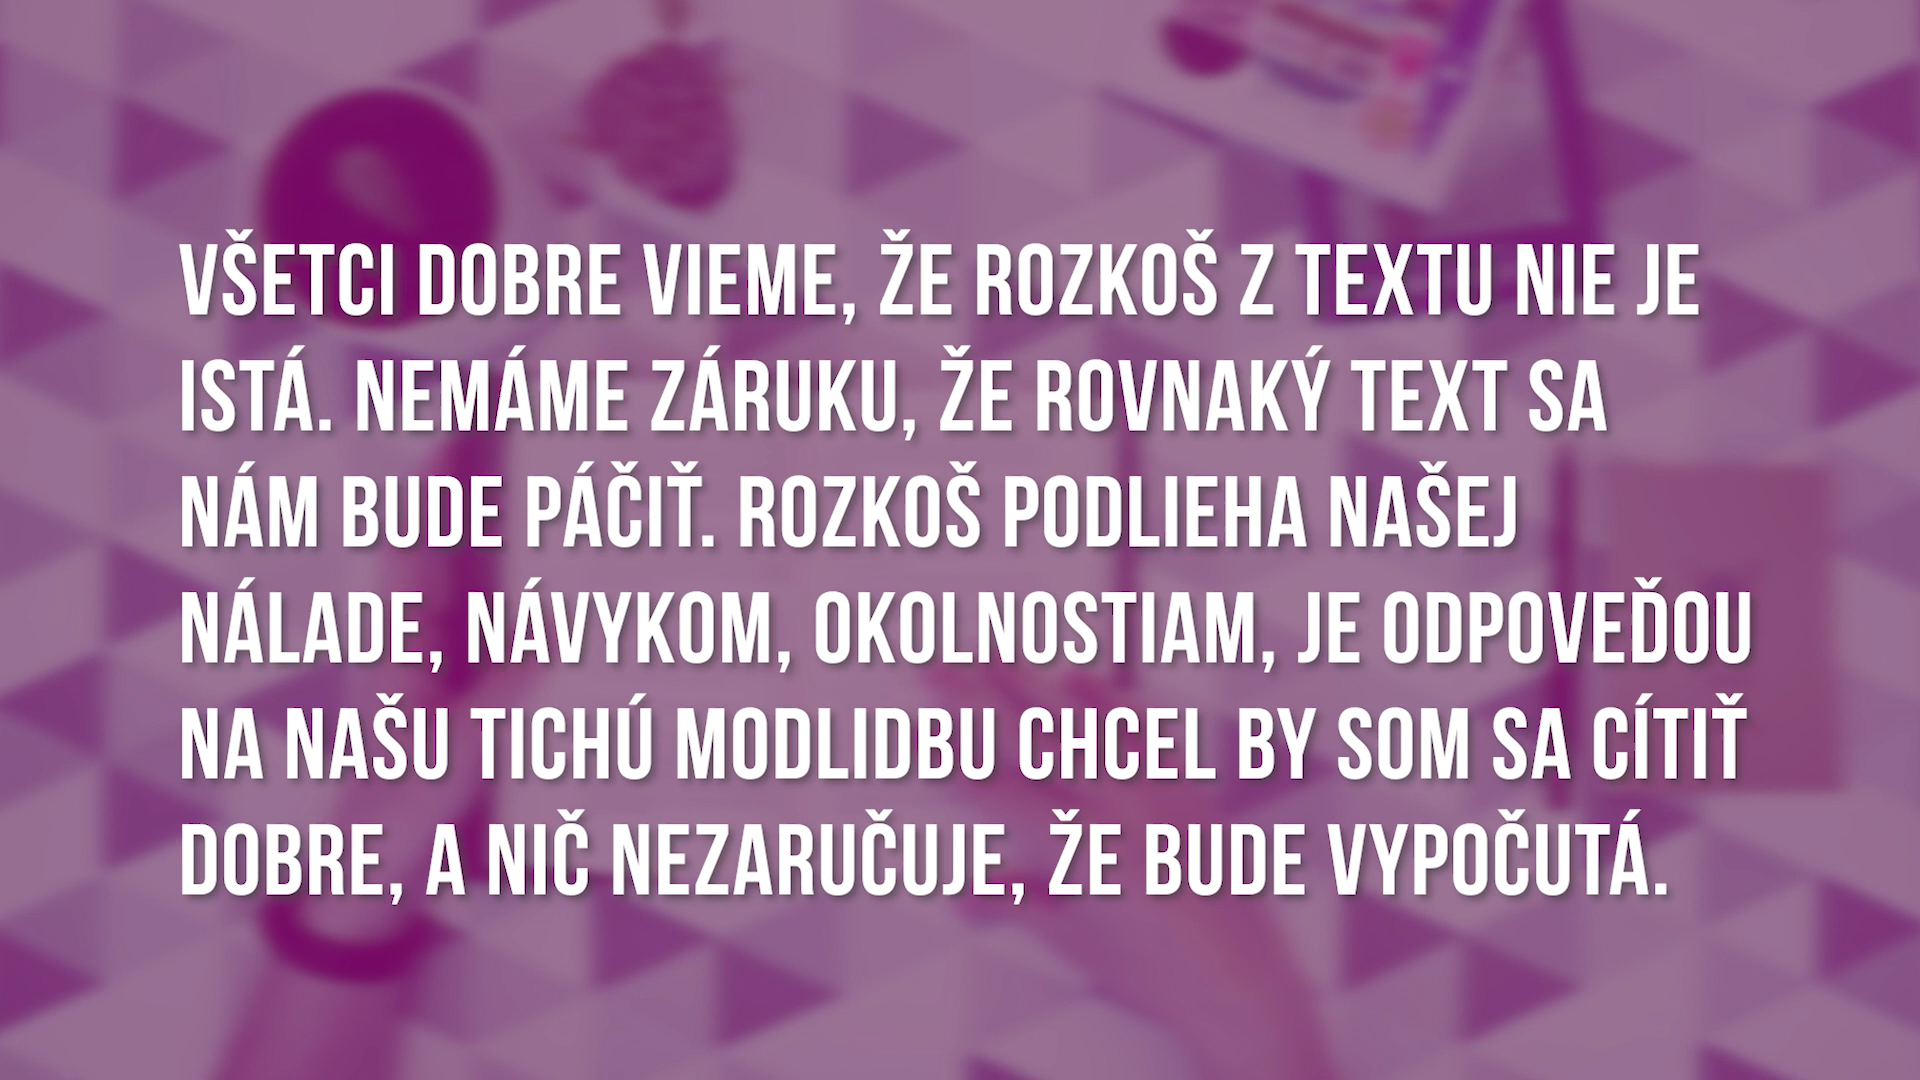 VŠETCI DOBRE VIEME, ŽE ROZKOŠ Z TEXTU NIE JE
ISTÁ. NEMÁME ZÁRUKU, ŽE ROVNAKÝ TEXT SA
NÁM BUDE PÁČIŤ. ROZKOŠ PODLIEHA NAŠEJ
NÁLADE, NÁVYKOM, OKOLNOSTIAM, JE ODPOVEĎOU
NA NAŠU TICHÚ MODLIDBU CHCEL BY SOM SA CÍTIŤ
DOBRE, A NIČ NEZARUČUJE, ŽE BUDE VYPOČUTÁ.